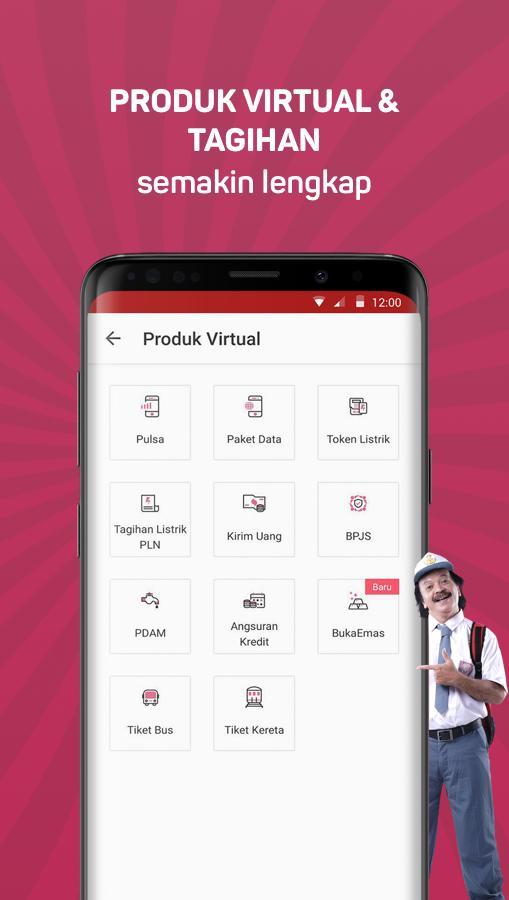 PRODUK VIRTUAL &
TAGIHAN
semakin lengkap
12:00
Produk Virtual
Pulsa
Paket Data
Token Listrik
Tagihan Listrik
PLN
Kirim Uang
BPJS
PDAM
Angsuran
Kredit
Baru
BukaEmas
Tiket Bus
Tiket Kereta